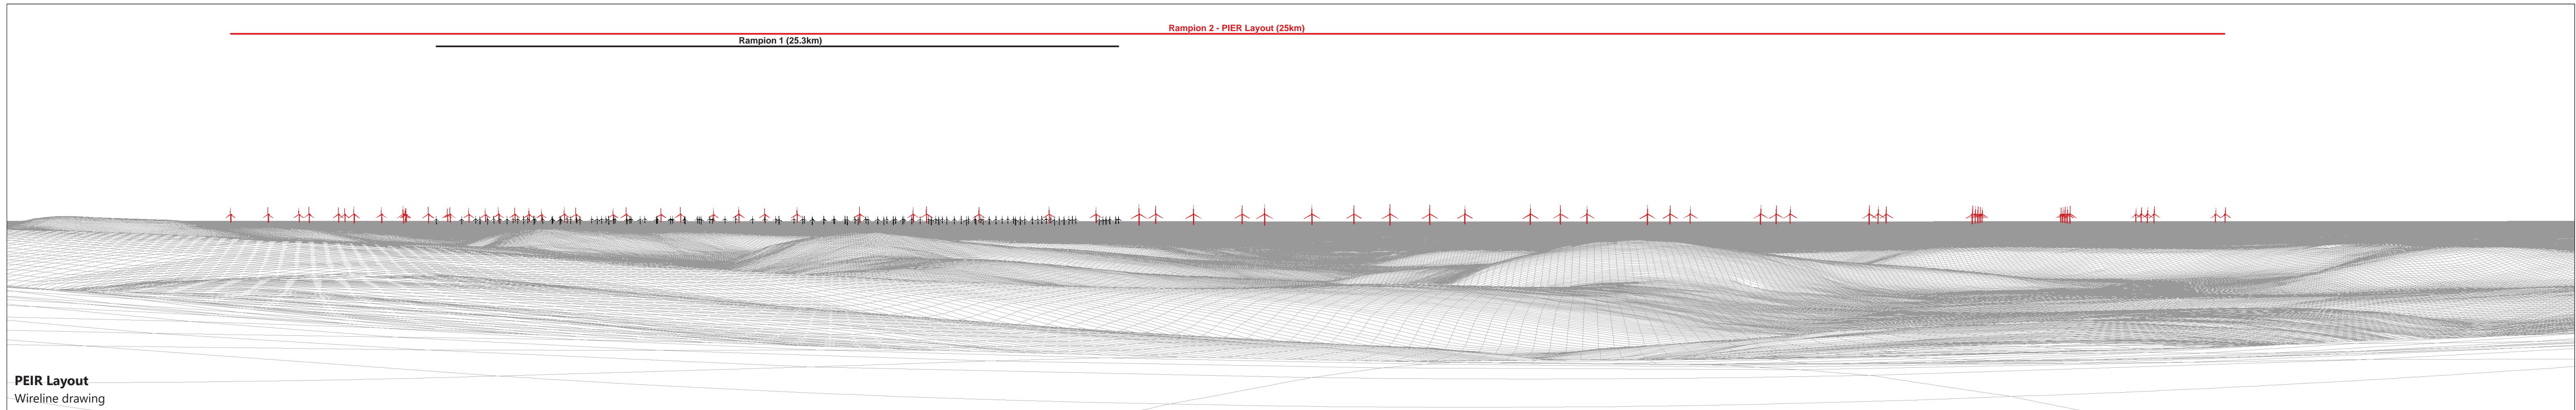 Rampion 2 - PIER Layout (25km)
Rampion 1 (25.3km)
PEIR Layout
Wireline drawing